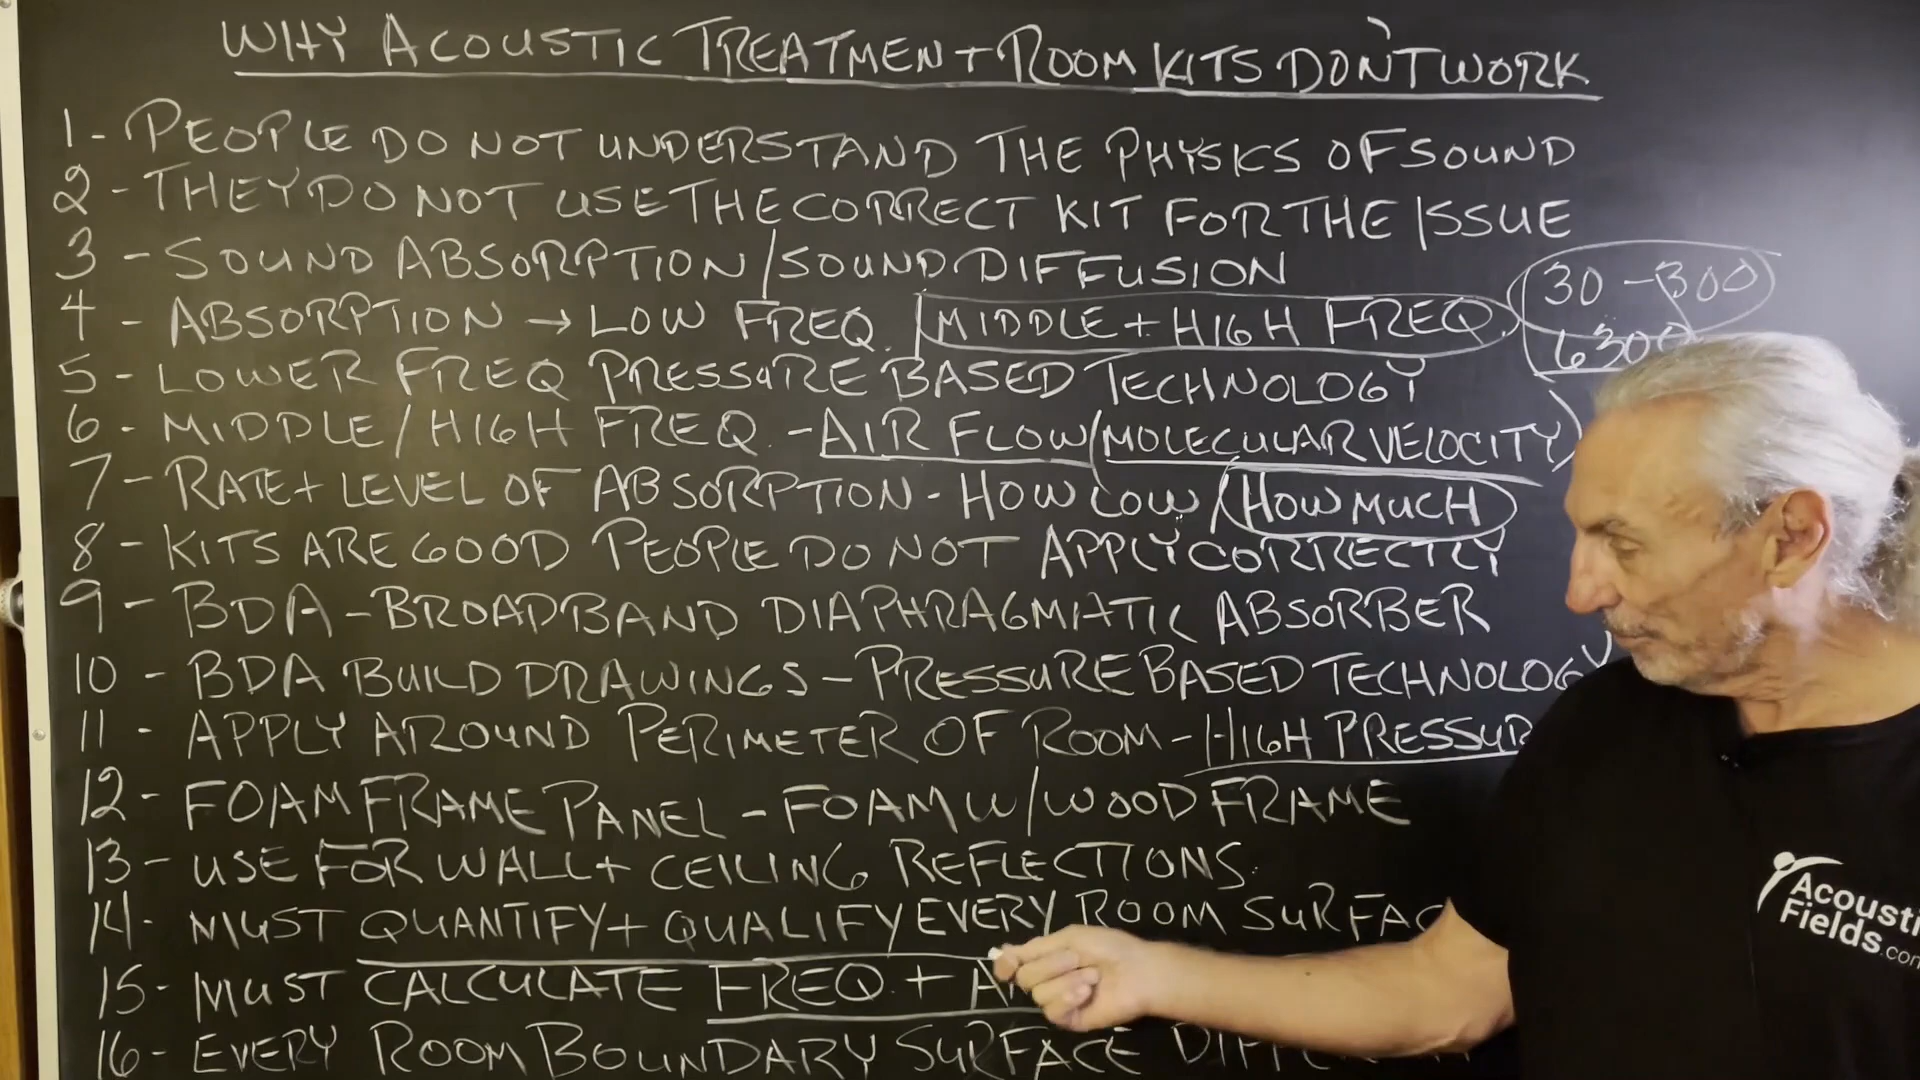 WHY ACOUSTIC TREATMENT ROOM KITS DON'T WORK
1 - PEOPLE DO NOT UNDERSTAND THE PHYSICS OF SOUND
2 - THEY DO NOT USE THE CORRECT KIT FOR THE ISSUE
3 - SOUND ABSORPTION / SOUND DIFFUSION
30 - 300
4 - ABSORPTION → LOW FREQ. / MIDDLE + HIGH FREQ.
6300
5 - LOWER FREQ PRESSURE BASED TECHNOLOGY
6 - MIDDLE / HIGH FREQ. - AIR FLOW (MOLECULAR VELOCITY)
7 - RATE + LEVEL OF ABSORPTION - HOW LOW / HOW MUCH
8 - KITS ARE GOOD PEOPLE DO NOT APPLY CORRECTLY
9 - BDA - BROADBAND DIAPHRAGMIATIC ABSORBER
10 - BDA BUILD DRAWINGS - PRESSURE BASED TECHNOLOGY
11 - APPLY AROUND PERIMETER OF ROOM - HIGH PRESSUR
12 - FOAM FRAME PANEL - FOAM W/WOOD FRAME
13 - USE FOR WALL + CEILING REFLECTIONS.
14 - MUST QUANTIFY + QUALIFY EVERY ROOM SURFAC
15 - MUST CALCULATE FREQ. +
16 - EVERY ROOM BOUNDARY SURFACE
Acousti
Fields.com